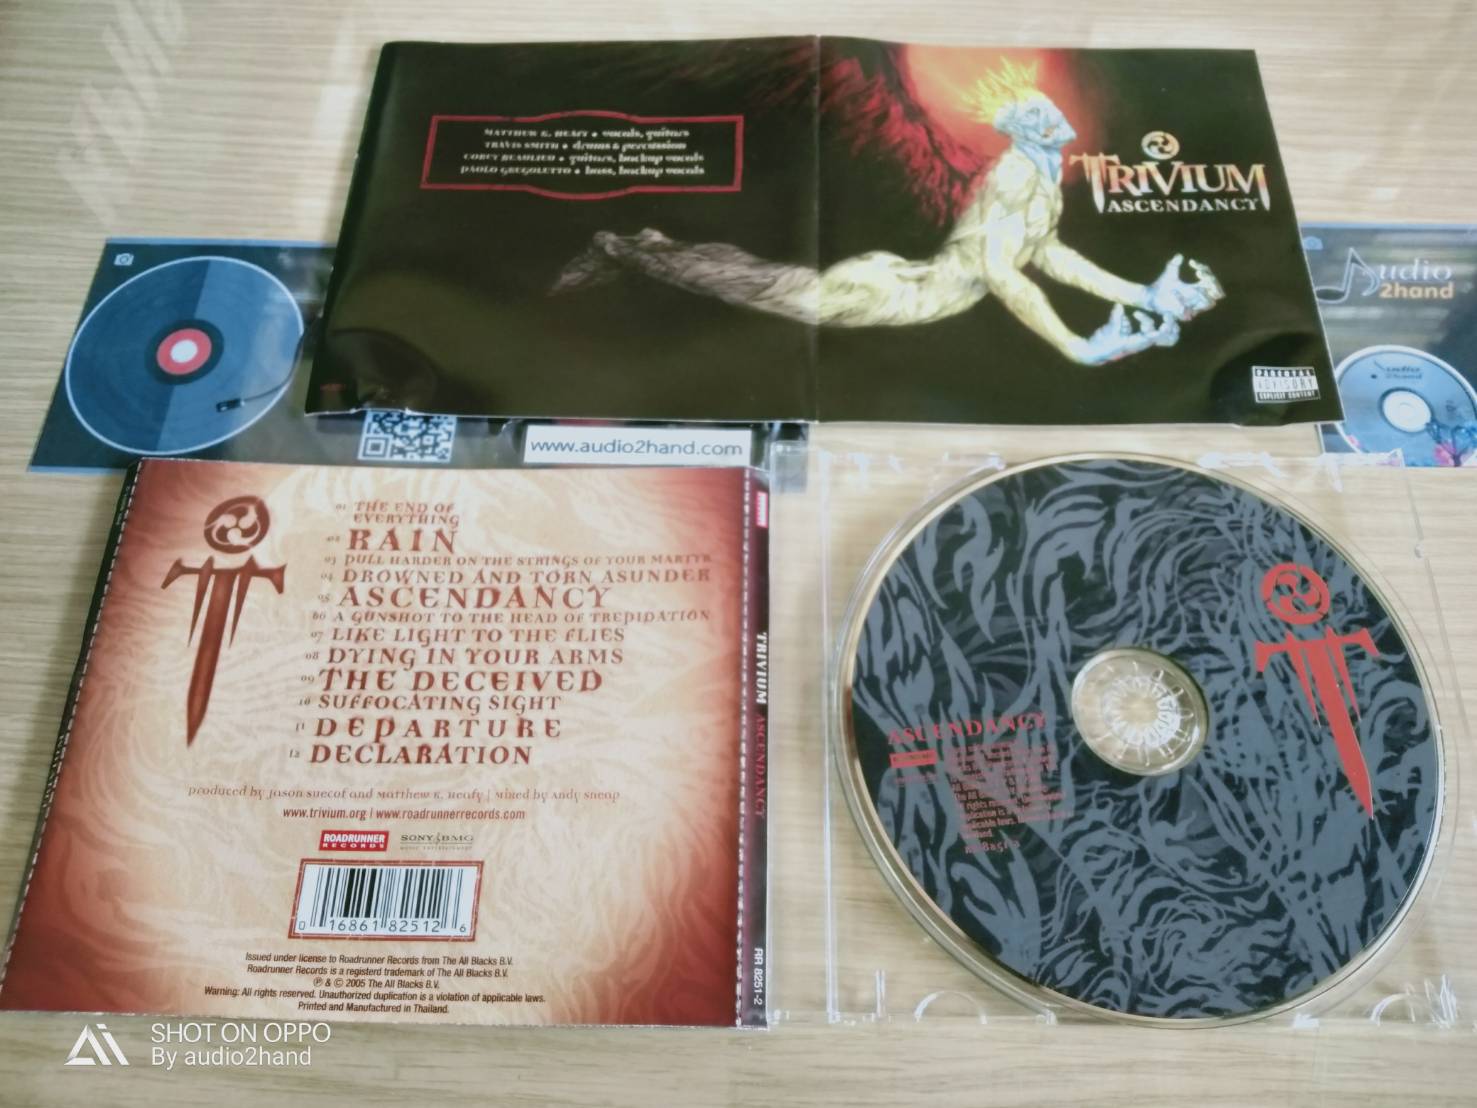 MATTHEW K. HEAFY • vocals, guitars
TRAVIS SMITH • drums & percussion
COREY BEAULIEU • guitars, backup vocals
PAOLO GREGOLETTO • bass, backup vocals
TRIVIUM
ASCENDANCY
PARENTAL
ADVISORY
EXPLICIT CONTENT
Audio
2hand
Audio
2hand
www.audio2hand.com
01 THE END OF
EVERYTHING
02 RAIN
03 PULL HARDER ON THE STRINGS OF YOUR MARTYR
04 DROWNED AND TORN ASUNDER
05 ASCENDANCY
06 A GUNSHOT TO THE HEAD OF TREPIDATION
07 LIKE LIGHT TO THE FLIES
08 DYING IN YOUR ARMS
09 THE DECEIVED
10 SUFFOCATING SIGHT
11 DEPARTURE
12 DECLARATION
produced by Jason Suecof and Matthew K. Heafy | Mixed by Andy Sneap
www.trivium.org | www.roadrunnerrecords.com
ROADRUNNER
RECORDS
SONY BMG
MUSIC ENTERTAINMENT
0 16861 82512 6
Issued under license to Roadrunner Records from The All Blacks B.V.
Roadrunner Records is a registerd trademark of The All Blacks B.V.
℗ & © 2005 The All Blacks B.V.
Warning: All rights reserved. Unauthorized duplication is a violation of applicable laws.
Printed and Manufactured in Thailand.
TRIVIUM ASCENDANCY
RR 8251-2
ASCENDANCY
SHOT ON OPPO
By audio2hand